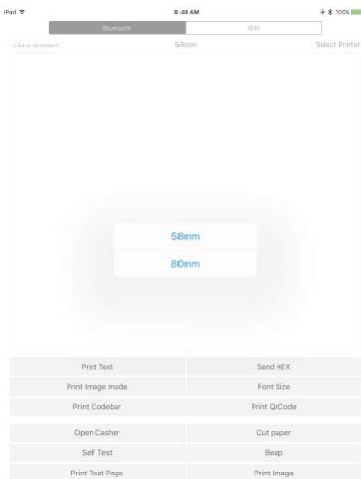 iPad 8:43 AM 100%
Bluetooth WIFI
Click to disconnect 58mm Select Printer
58mm
80mm
Print Text Send HEX
Print Image mode Font Size
Print Codebar Print QrCode
Open Casher Cut paper
Self Test Beep
Print Test Page Print Image